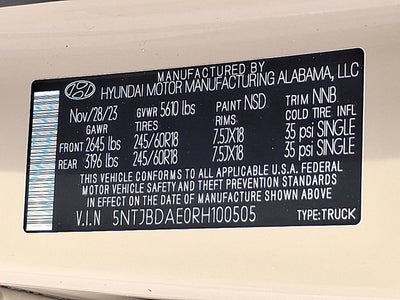 MANUFACTURED BY
HYUNDAI MOTOR MANUFACTURING ALABAMA, LLC
Nov/28/23 GVWR 5610 lbs PAINT NSD TRIM NNB
GAWR TIRES RIMS COLD TIRE INFL
FRONT 2645 lbs 245/60R18 7.5JX18 35 psi SINGLE
REAR 3196 lbs 245/60R18 7.5JX18 35 psi SINGLE
THIS VEHICLE CONFORMS TO ALL APPLICABLE U.S.A. FEDERAL
MOTOR VEHICLE SAFETY AND THEFT PREVENTION STANDARDS
IN EFFECT ON THE DATE OF MANUFACTURE SHOWN ABOVE
V.I.N 5NTJBDAE0RH100505 TYPE:TRUCK